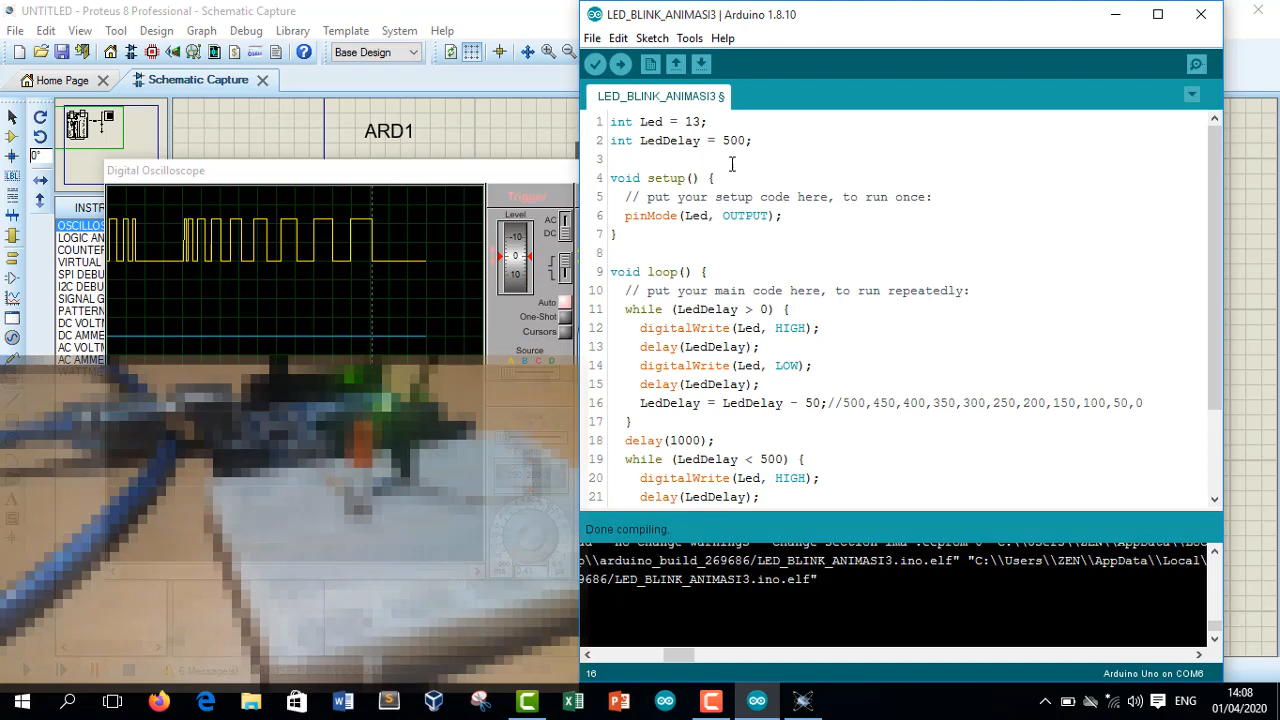 UNTITLED - Proteus 8 Professional - Schematic Capture
File Edit View Tool Design Graph Debug Library Template System Help
Base Design
Home Page
Schematic Capture
0°
INSTR
OSCILLOS
LOGIC AN
COUNTER
VIRTUAL
SPI DEBU
I2C DEBU
SIGNAL G
PATTERN
DC VOLTM
DC AMME
AC VOLTM
AC AMME
ARD1
Digital Oscilloscope
Trigger
Level
AC
DC
-10
0
10
Auto
One-Shot
Cursors
Source
A B C D
6 Message(s)
LED_BLINK_ANIMASI3 | Arduino 1.8.10
File Edit Sketch Tools Help
LED_BLINK_ANIMASI3 §
1 int Led = 13;
2 int LedDelay = 500;
3
4 void setup() {
5 // put your setup code here, to run once:
6 pinMode(Led, OUTPUT);
7 }
8
9 void loop() {
10 // put your main code here, to run repeatedly:
11 while (LedDelay > 0) {
12 digitalWrite(Led, HIGH);
13 delay(LedDelay);
14 digitalWrite(Led, LOW);
15 delay(LedDelay);
16 LedDelay = LedDelay - 50;//500,450,400,350,300,250,200,150,100,50,0
17 }
18 delay(1000);
19 while (LedDelay < 500) {
20 digitalWrite(Led, HIGH);
21 delay(LedDelay);
Done compiling.
o\\arduino_build_269686/LED_BLINK_ANIMASI3.ino.elf" "C:\\Users\\ZEN\\AppData\\Local\
9686/LED_BLINK_ANIMASI3.ino.elf"
16
Arduino Uno on COM6
ENG
14:08
01/04/2020